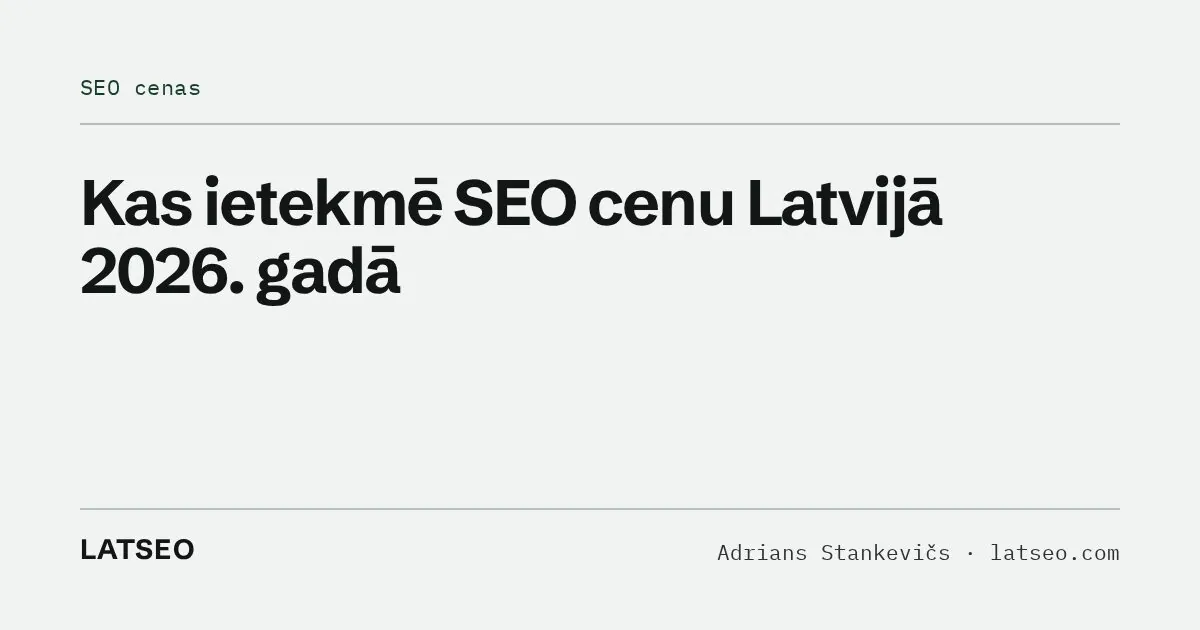 SEO cenas
Kas ietekmē SEO cenu Latvijā
2026. gadā
LATSEO
Adrians Stankevičs · latseo.com